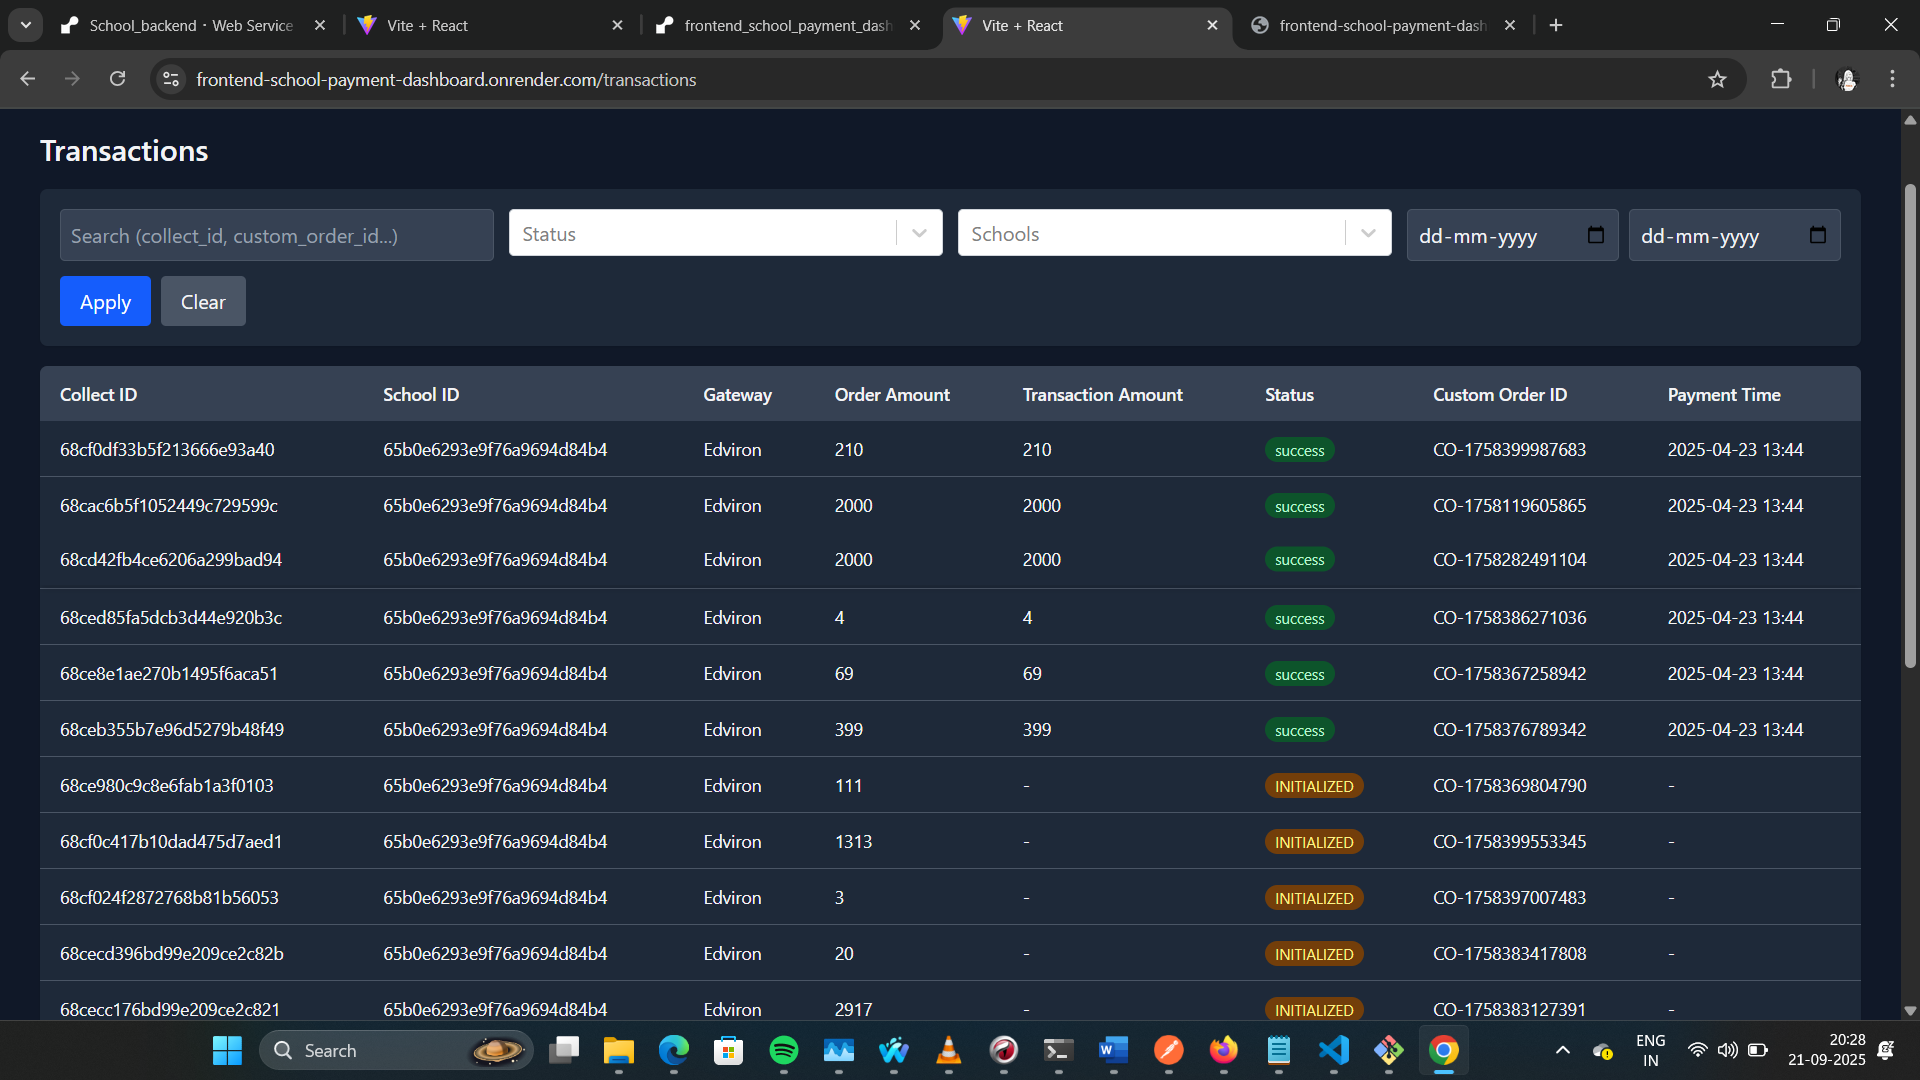 School_backend · Web Service
Vite + React
frontend_school_payment_dash
Vite + React
frontend-school-payment-dash
frontend-school-payment-dashboard.onrender.com/transactions
Transactions
Search (collect_id, custom_order_id...)
Status
Schools
dd-mm-yyyy
dd-mm-yyyy
Apply
Clear
Collect ID School ID Gateway Order Amount Transaction Amount Status Custom Order ID Payment Time
68cf0df33b5f213666e93a40 65b0e6293e9f76a9694d84b4 Edviron 210 210 success CO-1758399987683 2025-04-23 13:44
68cac6b5f1052449c729599c 65b0e6293e9f76a9694d84b4 Edviron 2000 2000 success CO-1758119605865 2025-04-23 13:44
68cd42fb4ce6206a299bad94 65b0e6293e9f76a9694d84b4 Edviron 2000 2000 success CO-1758282491104 2025-04-23 13:44
68ced85fa5dcb3d44e920b3c 65b0e6293e9f76a9694d84b4 Edviron 4 4 success CO-1758386271036 2025-04-23 13:44
68ce8e1ae270b1495f6aca51 65b0e6293e9f76a9694d84b4 Edviron 69 69 success CO-1758367258942 2025-04-23 13:44
68ceb355b7e96d5279b48f49 65b0e6293e9f76a9694d84b4 Edviron 399 399 success CO-1758376789342 2025-04-23 13:44
68ce980c9c8e6fab1a3f0103 65b0e6293e9f76a9694d84b4 Edviron 111 - INITIALIZED CO-1758369804790 -
68cf0c417b10dad475d7aed1 65b0e6293e9f76a9694d84b4 Edviron 1313 - INITIALIZED CO-1758399553345 -
68cf024f2872768b81b56053 65b0e6293e9f76a9694d84b4 Edviron 3 - INITIALIZED CO-1758397007483 -
68cecd396bd99e209ce2c82b 65b0e6293e9f76a9694d84b4 Edviron 20 - INITIALIZED CO-1758383417808 -
68cecc176bd99e209ce2c821 65b0e6293e9f76a9694d84b4 Edviron 2917 - INITIALIZED CO-1758383127391 -
Search
ENG
IN
20:28
21-09-2025